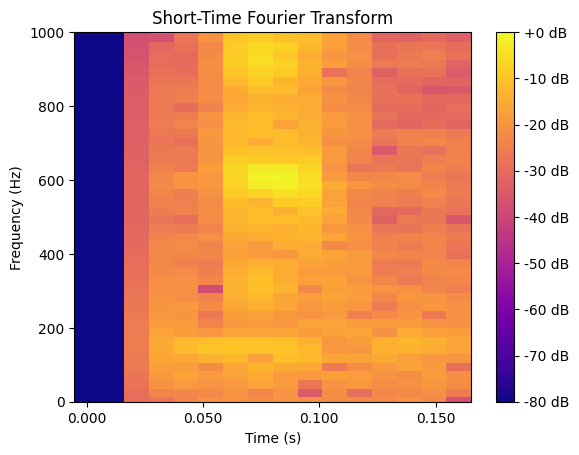 Short-Time Fourier Transform
1000
800
600
400
200
0
Frequency (Hz)
0.000
0.050
0.100
0.150
Time (s)
+0 dB
-10 dB
-20 dB
-30 dB
-40 dB
-50 dB
-60 dB
-70 dB
-80 dB